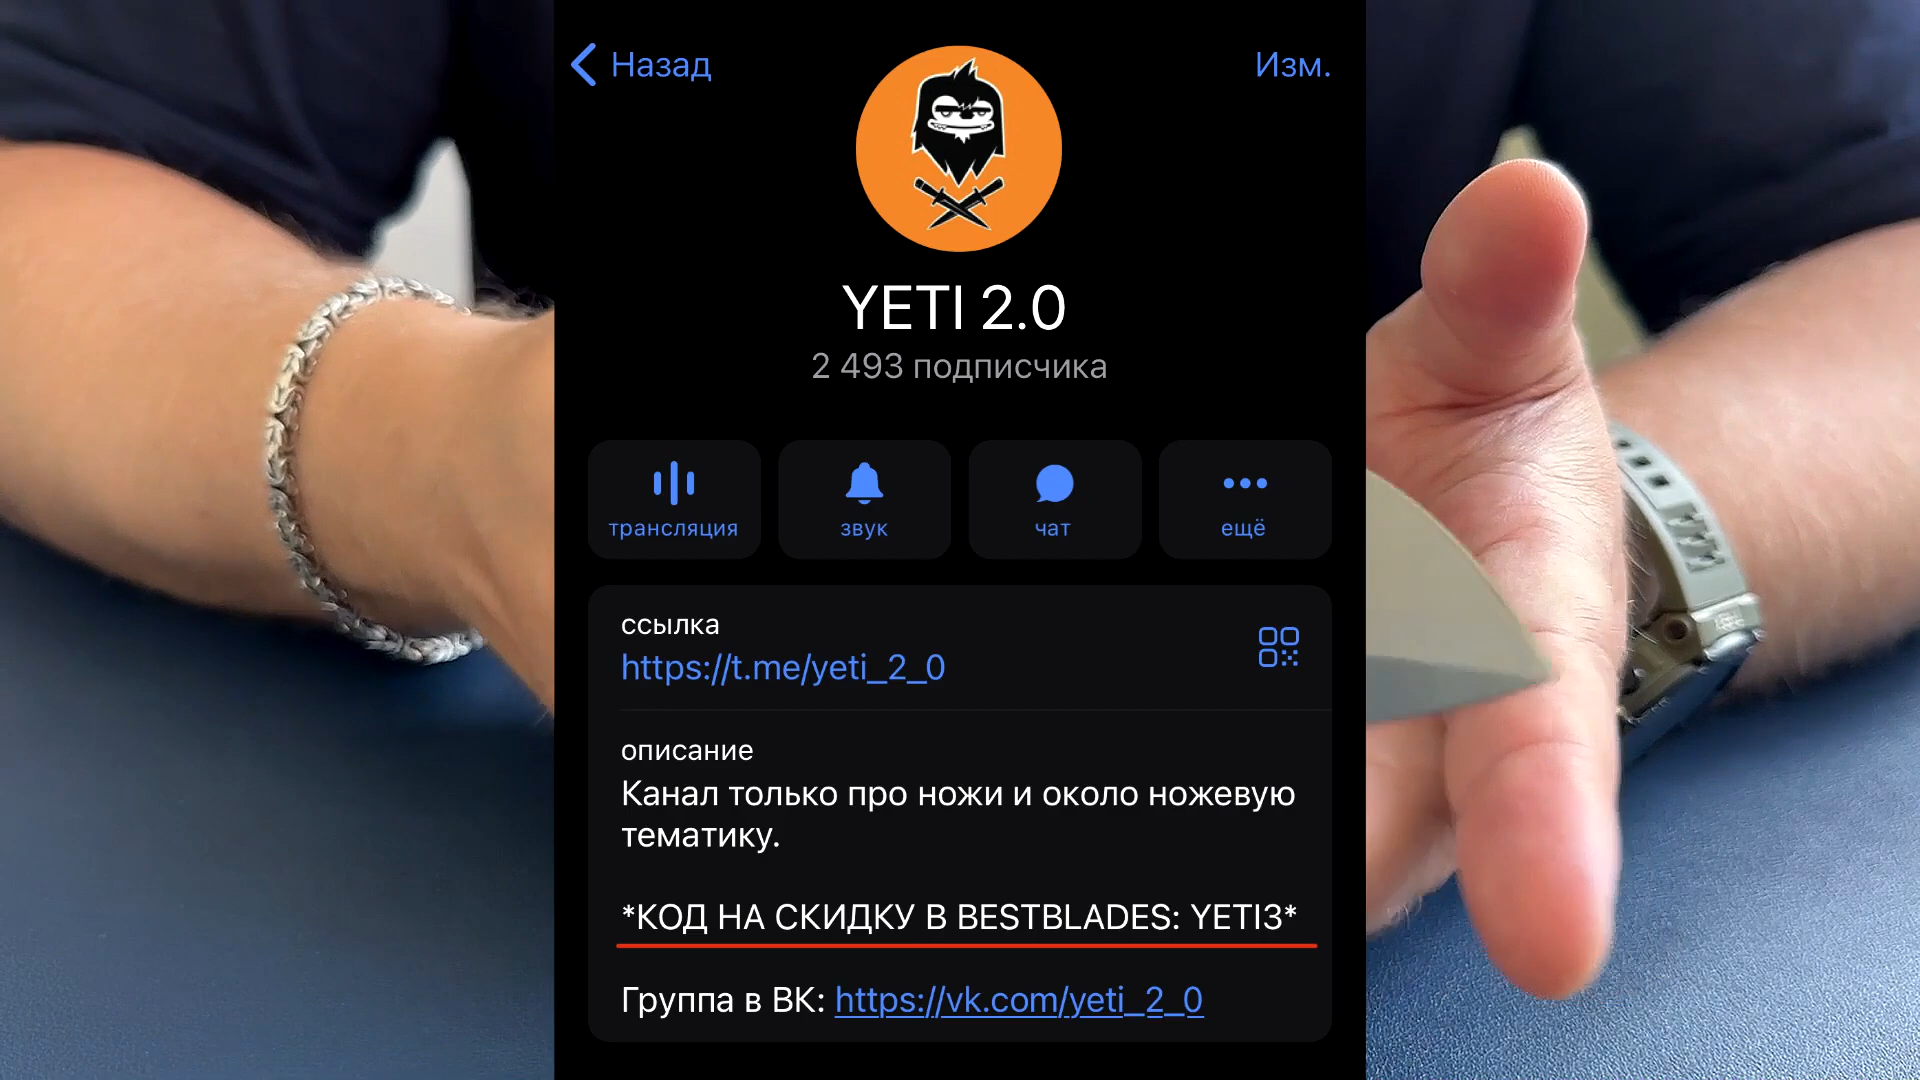 Назад
Изм.
YETI 2.0
2 493 подписчика
трансляция
звук
чат
ещё
ссылка
https://t.me/yeti_2_0
описание
Канал только про ножи и около ножевую
тематику.
*КОД НА СКИДКУ В BESTBLADES: YETI3*
Группа в ВК: https://vk.com/yeti_2_0